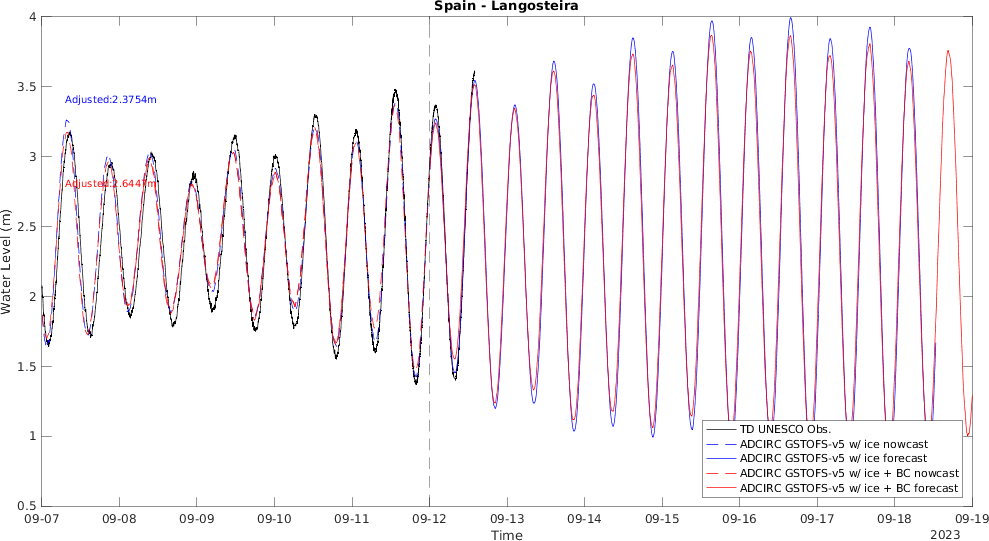 Spain - Langosteira
Water Level (m)
4
3.5
3
2.5
2
1.5
1
0.5
Adjusted:2.3754m
Adjusted:2.6447m
TD UNESCO Obs.
ADCIRC GSTOFS-v5 w/ ice nowcast
ADCIRC GSTOFS-v5 w/ ice forecast
ADCIRC GSTOFS-v5 w/ ice + BC nowcast
ADCIRC GSTOFS-v5 w/ ice + BC forecast
09-07 09-08 09-09 09-10 09-11 09-12 09-13 09-14 09-15 09-16 09-17 09-18 09-19
Time
2023